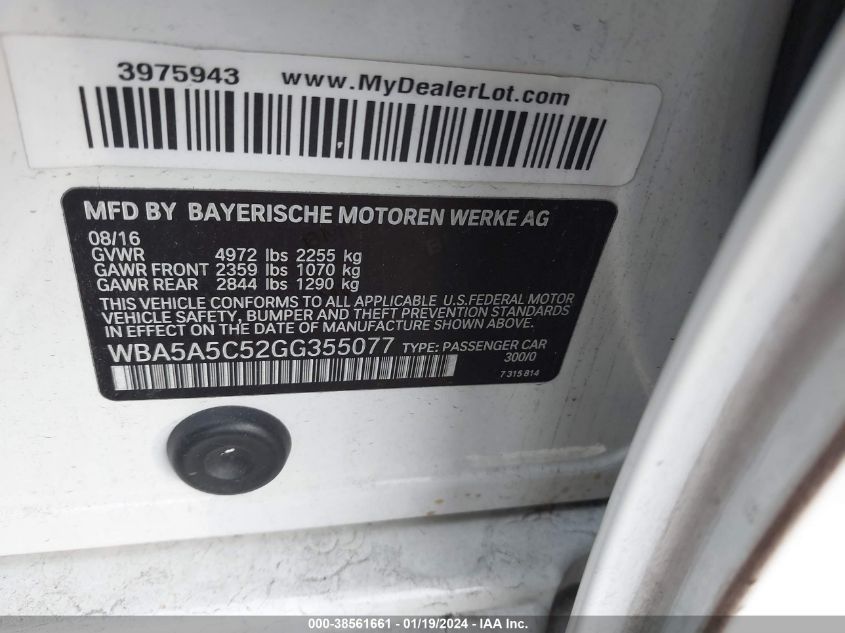 3975943 www.MyDealerLot.com
MFD BY BAYERISCHE MOTOREN WERKE AG
08/16
GVWR 4972 lbs 2255 kg
GAWR FRONT 2359 lbs 1070 kg
GAWR REAR 2844 lbs 1290 kg
THIS VEHICLE CONFORMS TO ALL APPLICABLE U.S.FEDERAL MOTOR
VEHICLE SAFETY, BUMPER AND THEFT PREVENTION STANDARDS
IN EFFECT ON THE DATE OF MANUFACTURE SHOWN ABOVE.
WBA5A5C52GG355077 TYPE: PASSENGER CAR
300/0
7 315 814
000-38561661 - 01/19/2024 - IAA Inc.